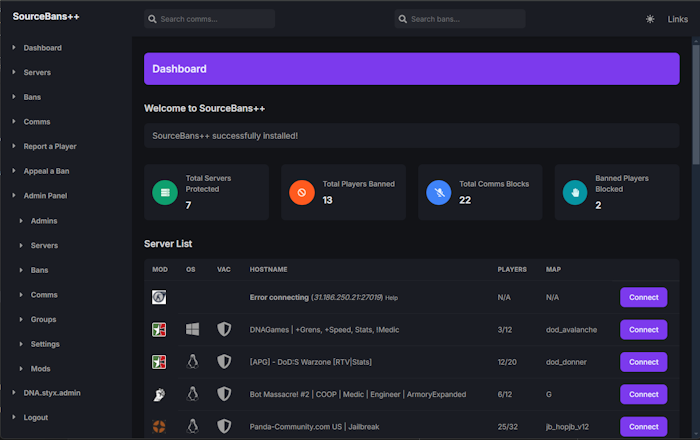 SourceBans++
Search comms...
Search bans...
Links
Dashboard
Servers
Bans
Comms
Report a Player
Appeal a Ban
Admin Panel
Admins
Servers
Bans
Comms
Groups
Settings
Mods
DNA.styx.admin
Logout
Dashboard
Welcome to SourceBans++
SourceBans++ successfully installed!
Total Servers
Protected
7
Total Players Banned
13
Total Comms Blocks
22
Banned Players
Blocked
2
Server List
MOD OS VAC HOSTNAME PLAYERS MAP
Error connecting (31.186.250.21:27019) Help N/A N/A Connect
DNAGames | +Grens, +Speed, Stats, !Medic 3/12 dod_avalanche Connect
[APG] - DoD:S Warzone [RTV|Stats] 12/20 dod_donner Connect
Bot Massacre! #2 | COOP | Medic | Engineer | ArmoryExpanded 6/12 G Connect
Panda-Community.com US | Jailbreak 25/32 jb_hopjb_v12 Connect